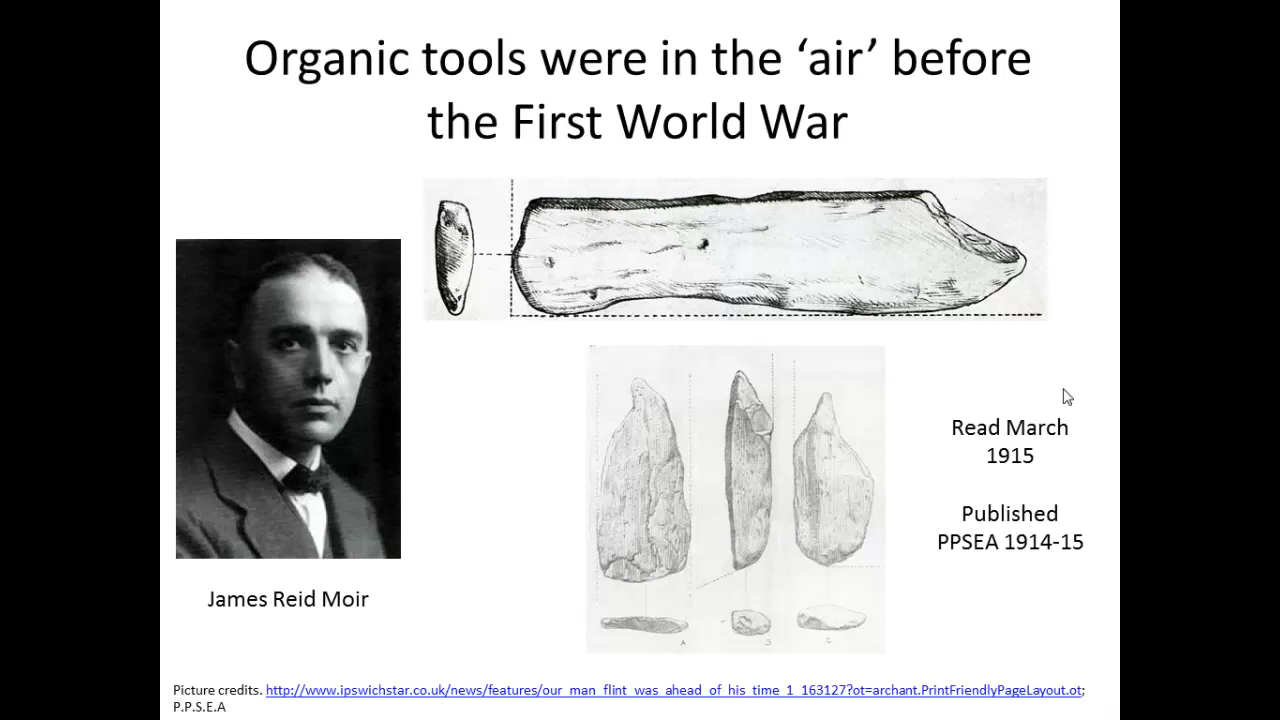 Organic tools were in the ‘air’ before
the First World War
Read March
1915
Published
PPSEA 1914-15
James Reid Moir
A B C
Picture credits. http://www.ipswichstar.co.uk/news/features/our_man_flint_was_ahead_of_his_time_1_163127?ot=archant.PrintFriendlyPageLayout.ot;
P.P.S.E.A